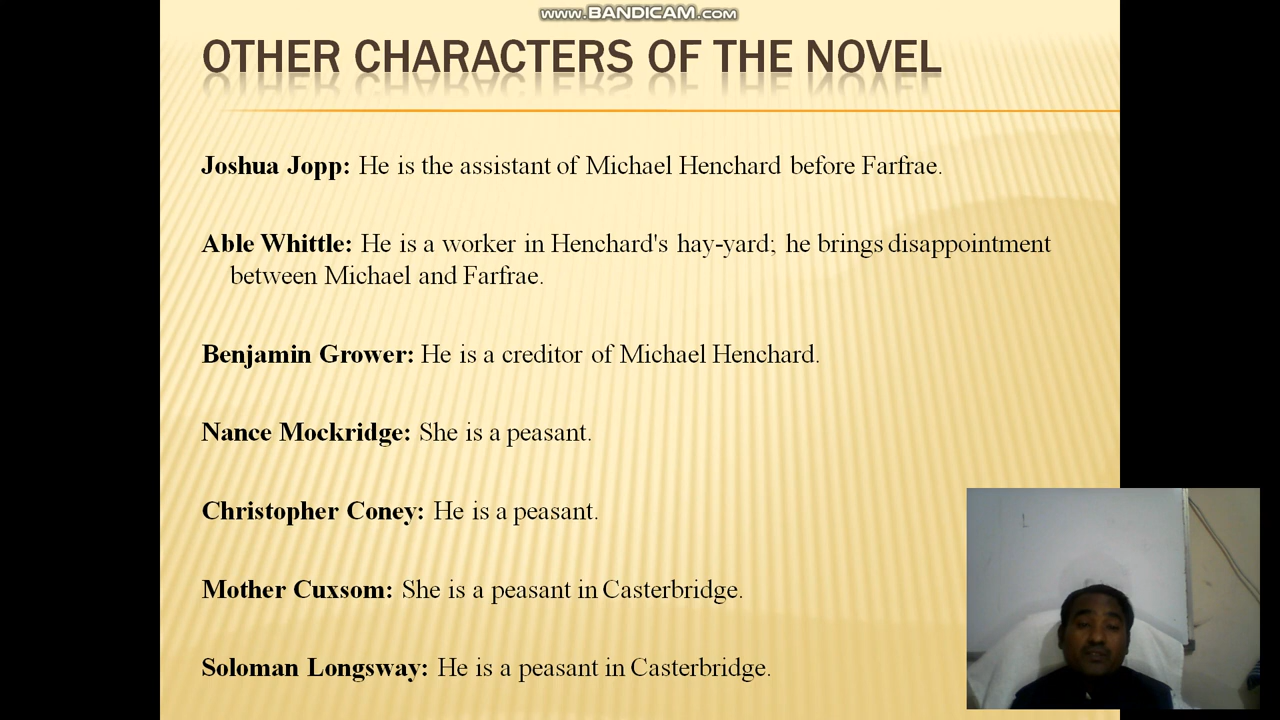 www.BANDICAM.com
OTHER CHARACTERS OF THE NOVEL
Joshua Jopp: He is the assistant of Michael Henchard before Farfrae.
Able Whittle: He is a worker in Henchard's hay-yard; he brings disappointment
between Michael and Farfrae.
Benjamin Grower: He is a creditor of Michael Henchard.
Nance Mockridge: She is a peasant.
Christopher Coney: He is a peasant.
Mother Cuxsom: She is a peasant in Casterbridge.
Soloman Longsway: He is a peasant in Casterbridge.